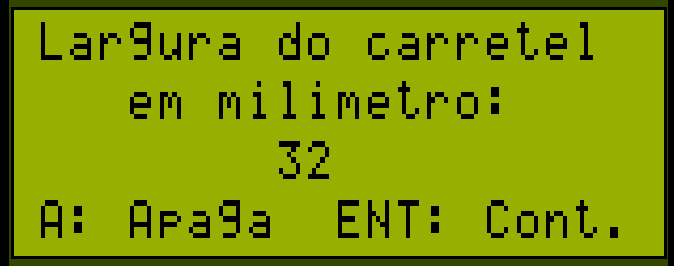 Largura do carretel
em milimetro:
32
A: Apaga ENT: Cont.